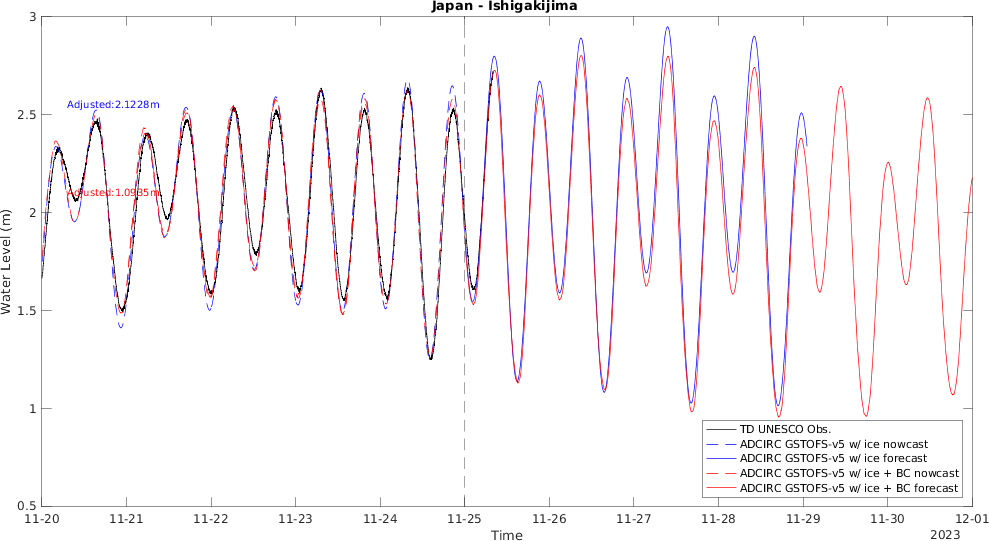 Japan - Ishigakijima
Water Level (m)
3
2.5
2
1.5
1
0.5
Adjusted:2.1228m
Adjusted:1.0935m
TD UNESCO Obs.
ADCIRC GSTOFS-v5 w/ ice nowcast
ADCIRC GSTOFS-v5 w/ ice forecast
ADCIRC GSTOFS-v5 w/ ice + BC nowcast
ADCIRC GSTOFS-v5 w/ ice + BC forecast
11-20 11-21 11-22 11-23 11-24 11-25 11-26 11-27 11-28 11-29 11-30 12-01
Time
2023